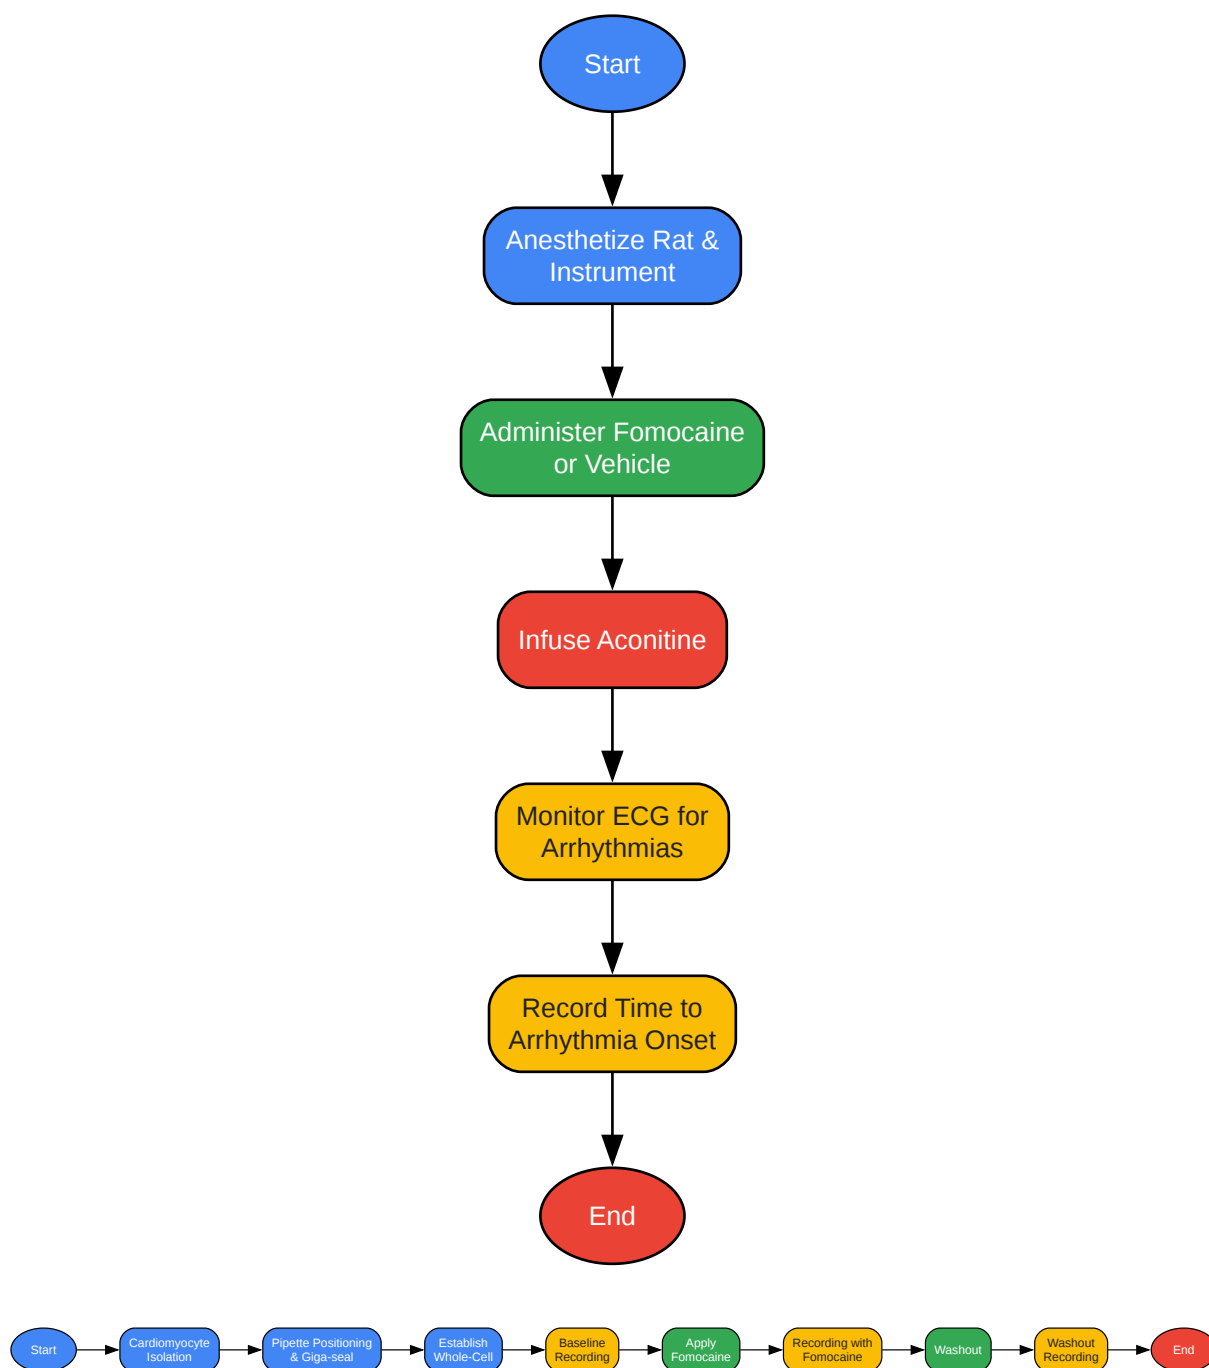 Start
Anesthetize Rat &
Instrument
Administer Fomocaine
or Vehicle
Infuse Aconitine
Monitor ECG for
Arrhythmias
Record Time to
Arrhythmia Onset
End
Start
Cardiomyocyte
Isolation
Pipette Positioning
& Giga-seal
Establish
Whole-Cell
Baseline
Recording
Apply
Fomocaine
Recording with
Fomocaine
Washout
Washout
Recording
End